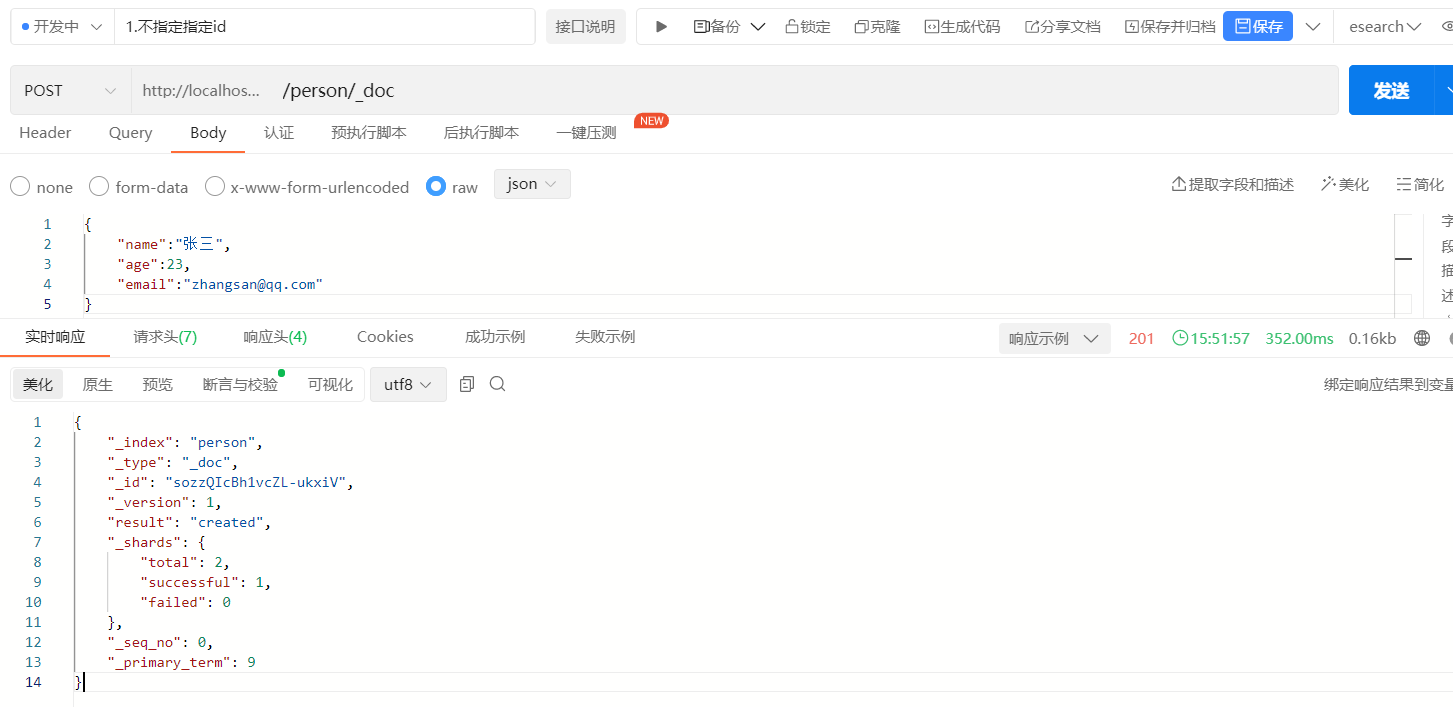 开发中 1.不指定指定id 接口说明 备份 锁定 克隆 生成代码 分享文档 保存并归档 保存 esearch
POST http://localhos... /person/_doc 发送
Header Query Body 认证 预执行脚本 后执行脚本 一键压测 NEW
none form-data x-www-form-urlencoded raw json 提取字段和描述 美化 简化
1 {
2 "name":"张三",
3 "age":23,
4 "email":"zhangsan@qq.com"
5 }
字
段
描
述
实时响应 请求头(7) 响应头(4) Cookies 成功示例 失败示例 响应示例 201 15:51:57 352.00ms 0.16kb
美化 原生 预览 断言与校验 可视化 utf8 绑定响应结果到变量
1 {
2 "_index": "person",
3 "_type": "_doc",
4 "_id": "sozzQIcBh1vcZL-ukxiV",
5 "_version": 1,
6 "result": "created",
7 "_shards": {
8 "total": 2,
9 "successful": 1,
10 "failed": 0
11 },
12 "_seq_no": 0,
13 "_primary_term": 9
14 }